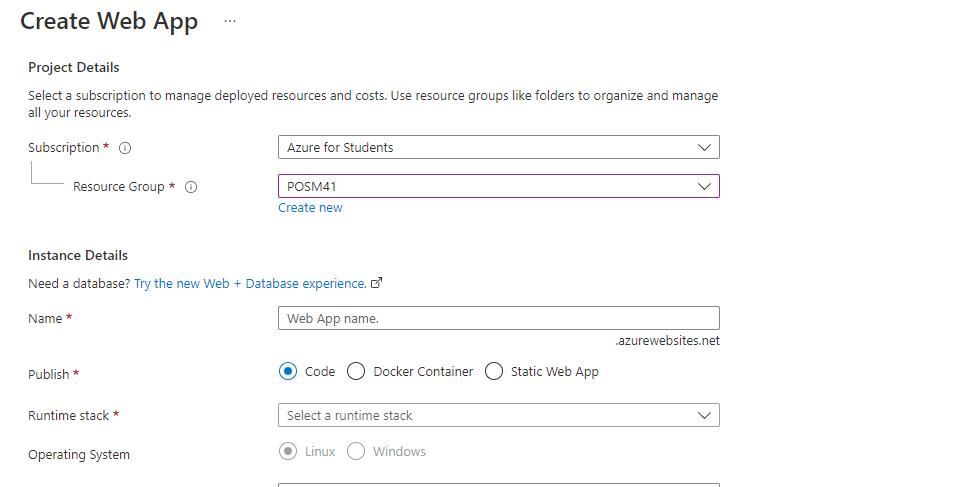 Create Web App ...
Project Details
Select a subscription to manage deployed resources and costs. Use resource groups like folders to organize and manage
all your resources.
Subscription * Azure for Students
Resource Group * POSM41
Create new
Instance Details
Need a database? Try the new Web + Database experience.
Name * Web App name.
.azurewebsites.net
Publish * Code Docker Container Static Web App
Runtime stack * Select a runtime stack
Operating System Linux Windows